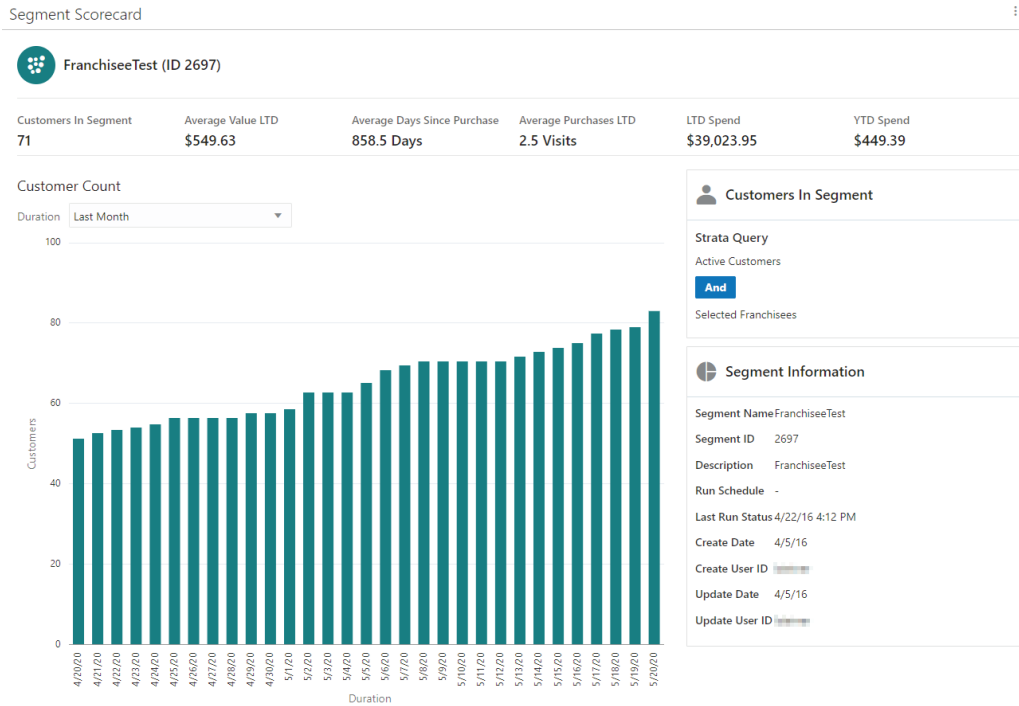 Segment Scorecard
FranchiseeTest (ID 2697)
Customers In Segment
71
Average Value LTD
$549.63
Average Days Since Purchase
858.5 Days
Average Purchases LTD
2.5 Visits
LTD Spend
$39,023.95
YTD Spend
$449.39
Customer Count
Duration Last Month
100
80
60
40
20
0
Customers
4/20/20
4/21/20
4/22/20
4/23/20
4/24/20
4/25/20
4/26/20
4/27/20
4/28/20
4/29/20
4/30/20
5/1/20
5/2/20
5/3/20
5/4/20
5/5/20
5/6/20
5/7/20
5/8/20
5/9/20
5/10/20
5/11/20
5/12/20
5/13/20
5/14/20
5/15/20
5/16/20
5/17/20
5/18/20
5/19/20
5/20/20
Duration
Customers In Segment
Strata Query
Active Customers
And
Selected Franchisees
Segment Information
Segment Name FranchiseeTest
Segment ID 2697
Description FranchiseeTest
Run Schedule -
Last Run Status 4/22/16 4:12 PM
Create Date 4/5/16
Create User ID
Update Date 4/5/16
Update User ID